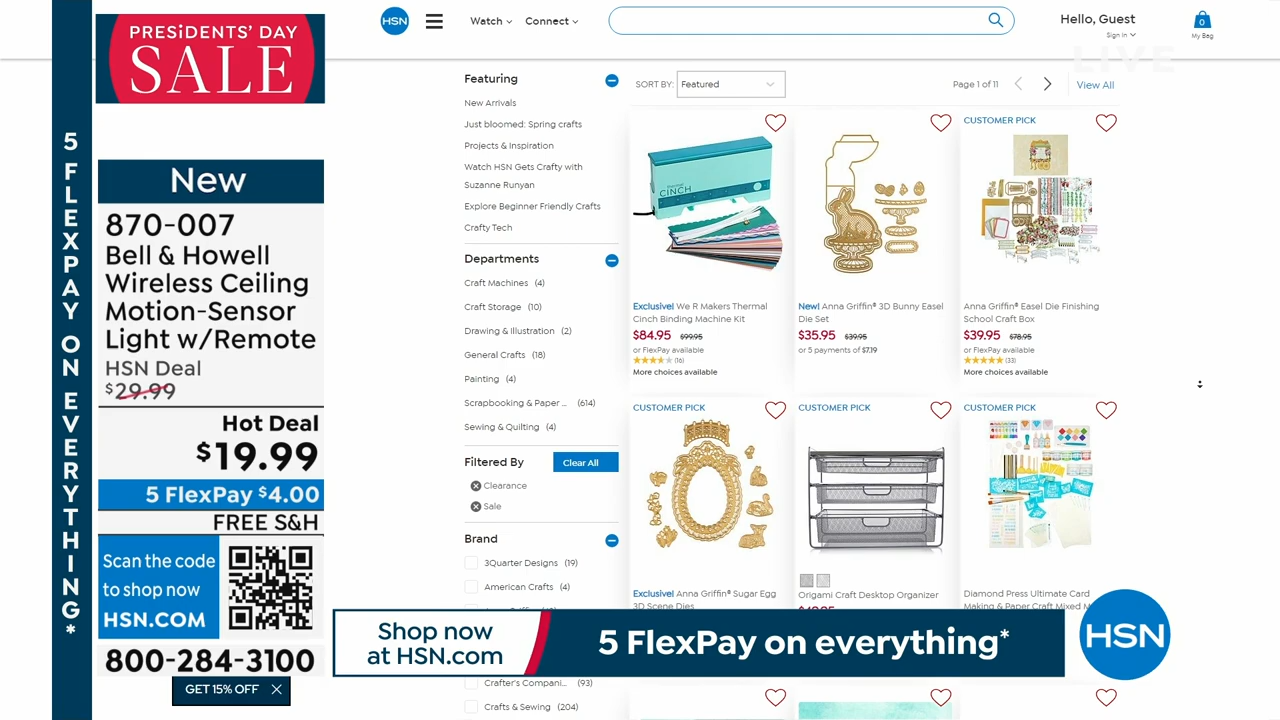 PRESiDENTS' DAY
SALE
5 FLEXPAY ON EVERYTHING*
New
870-007
Bell & Howell
Wireless Ceiling
Motion-Sensor
Light w/Remote
HSN Deal
$29.99
Hot Deal
$19.99
5 FlexPay $4.00
FREE S&H
Scan the code
to shop now
HSN.COM
800-284-3100
GET 15% OFF
HSN
Watch
Connect
Hello, Guest
Sign In
0
My Bag
LIVE
Featuring
New Arrivals
Just bloomed: Spring crafts
Projects & Inspiration
Watch HSN Gets Crafty with
Suzanne Runyan
Explore Beginner Friendly Crafts
Crafty Tech
Departments
Craft Machines (4)
Craft Storage (10)
Drawing & Illustration (2)
General Crafts (18)
Painting (4)
Scrapbooking & Paper ... (614)
Sewing & Quilting (4)
Filtered By
Clear All
Clearance
Sale
Brand
3Quarter Designs (19)
American Crafts (4)
Crafter's Compani... (93)
Crafts & Sewing (204)
SORT BY: Featured
Page 1 of 11
View All
CINCH
Exclusive! We R Makers Thermal
Cinch Binding Machine Kit
$84.95 $99.95
or FlexPay available
(16)
More choices available
New! Anna Griffin® 3D Bunny Easel
Die Set
$35.95 $39.95
or 5 payments of $7.19
CUSTOMER PICK
Anna Griffin® Easel Die Finishing
School Craft Box
$39.95 $78.95
or FlexPay available
(33)
More choices available
CUSTOMER PICK
Exclusive! Anna Griffin® Sugar Egg
3D Scene Dies
CUSTOMER PICK
Origami Craft Desktop Organizer
CUSTOMER PICK
Diamond Press Ultimate Card
Making & Paper Craft Mixed M
Shop now
at HSN.com
5 FlexPay on everything*
HSN